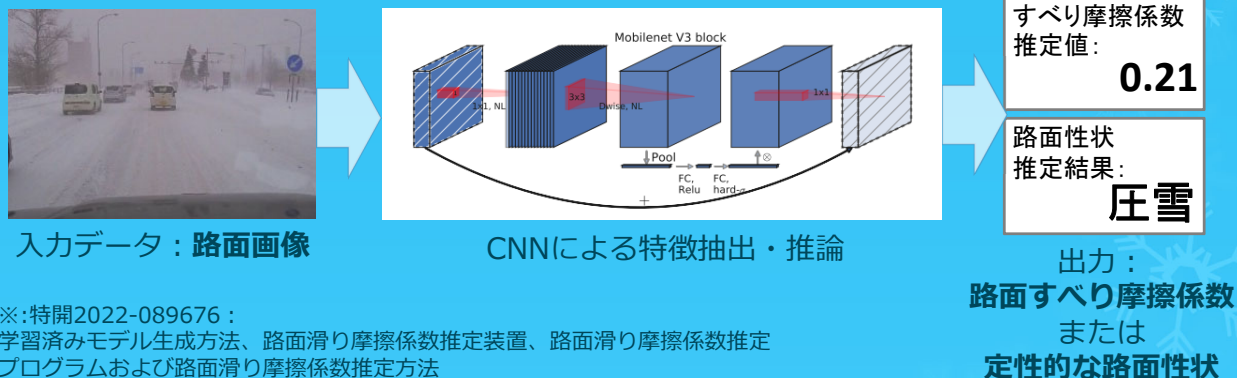 Mobilenet V3 block
1x1, NL
3x3
Dwise, NL
1x1
Pool
FC,
Relu
FC,
hard-σ
⊗
+
すべり摩擦係数
推定値:
0.21
路面性状
推定結果:
圧雪
入力データ：路面画像
CNNによる特徴抽出・推論
出力：
路面すべり摩擦係数
または
定性的な路面性状
※:特開2022-089676：
学習済みモデル生成方法、路面滑り摩擦係数推定装置、路面滑り摩擦係数推定
プログラムおよび路面滑り摩擦係数推定方法